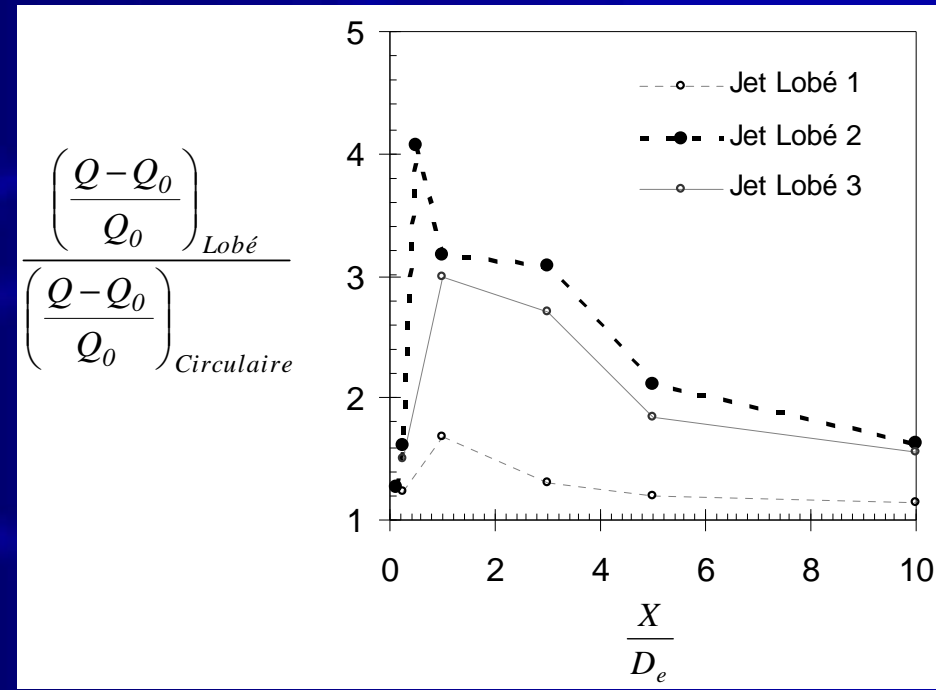 5
4
3
2
1
0 2 4 6 8 10
Jet Lobé 1
Jet Lobé 2
Jet Lobé 3
(Q − Q₀ / Q₀) Lobé
(Q − Q₀ / Q₀) Circulaire
X
Dₑ